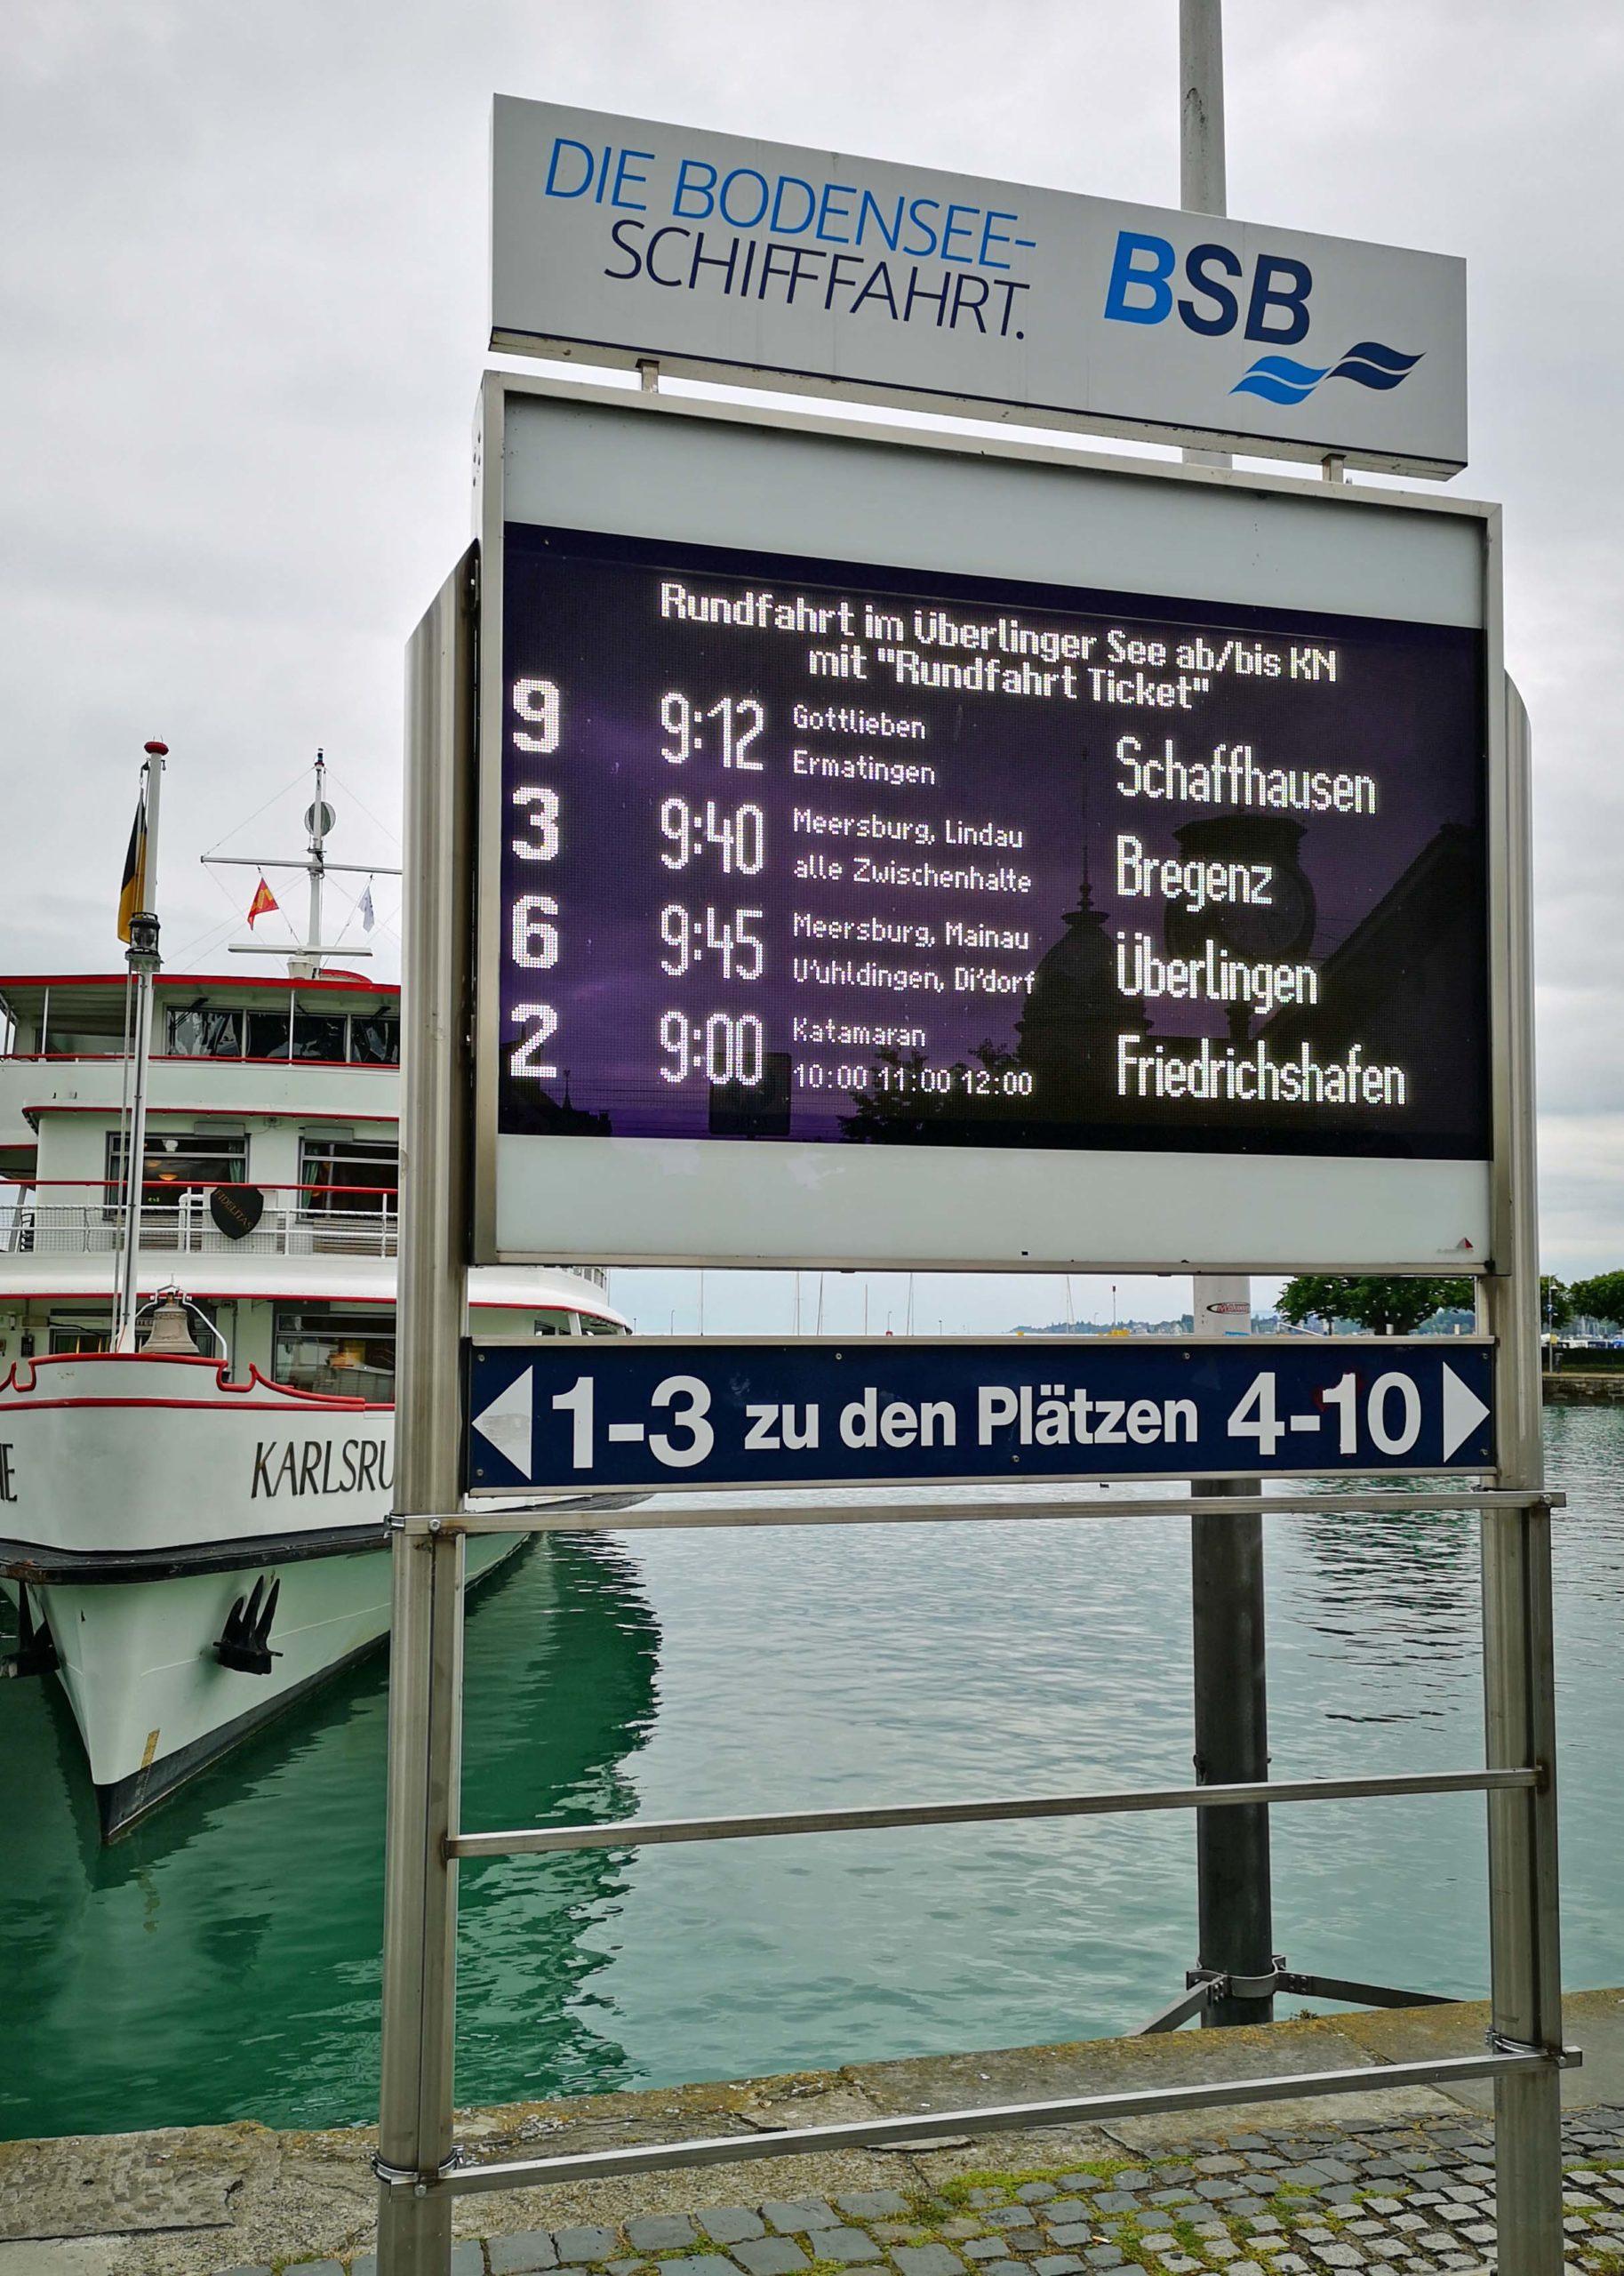 DIE BODENSEE-
SCHIFFFAHRT.
BSB
Rundfahrt im Überlinger See ab/bis KN
mit "Rundfahrt Ticket"
9 9:12 Gottlieben
Ermatingen
Schaffhausen
3 9:40 Meersburg, Lindau
alle Zwischenhalte
Bregenz
6 9:45 Meersburg, Mainau
U'uhldingen, Di'dorf
Überlingen
2 9:00 Katamaran
10:00 11:00 12:00
Friedrichshafen
1-3 zu den Plätzen 4-10
FIDELITAS
KARLSRU